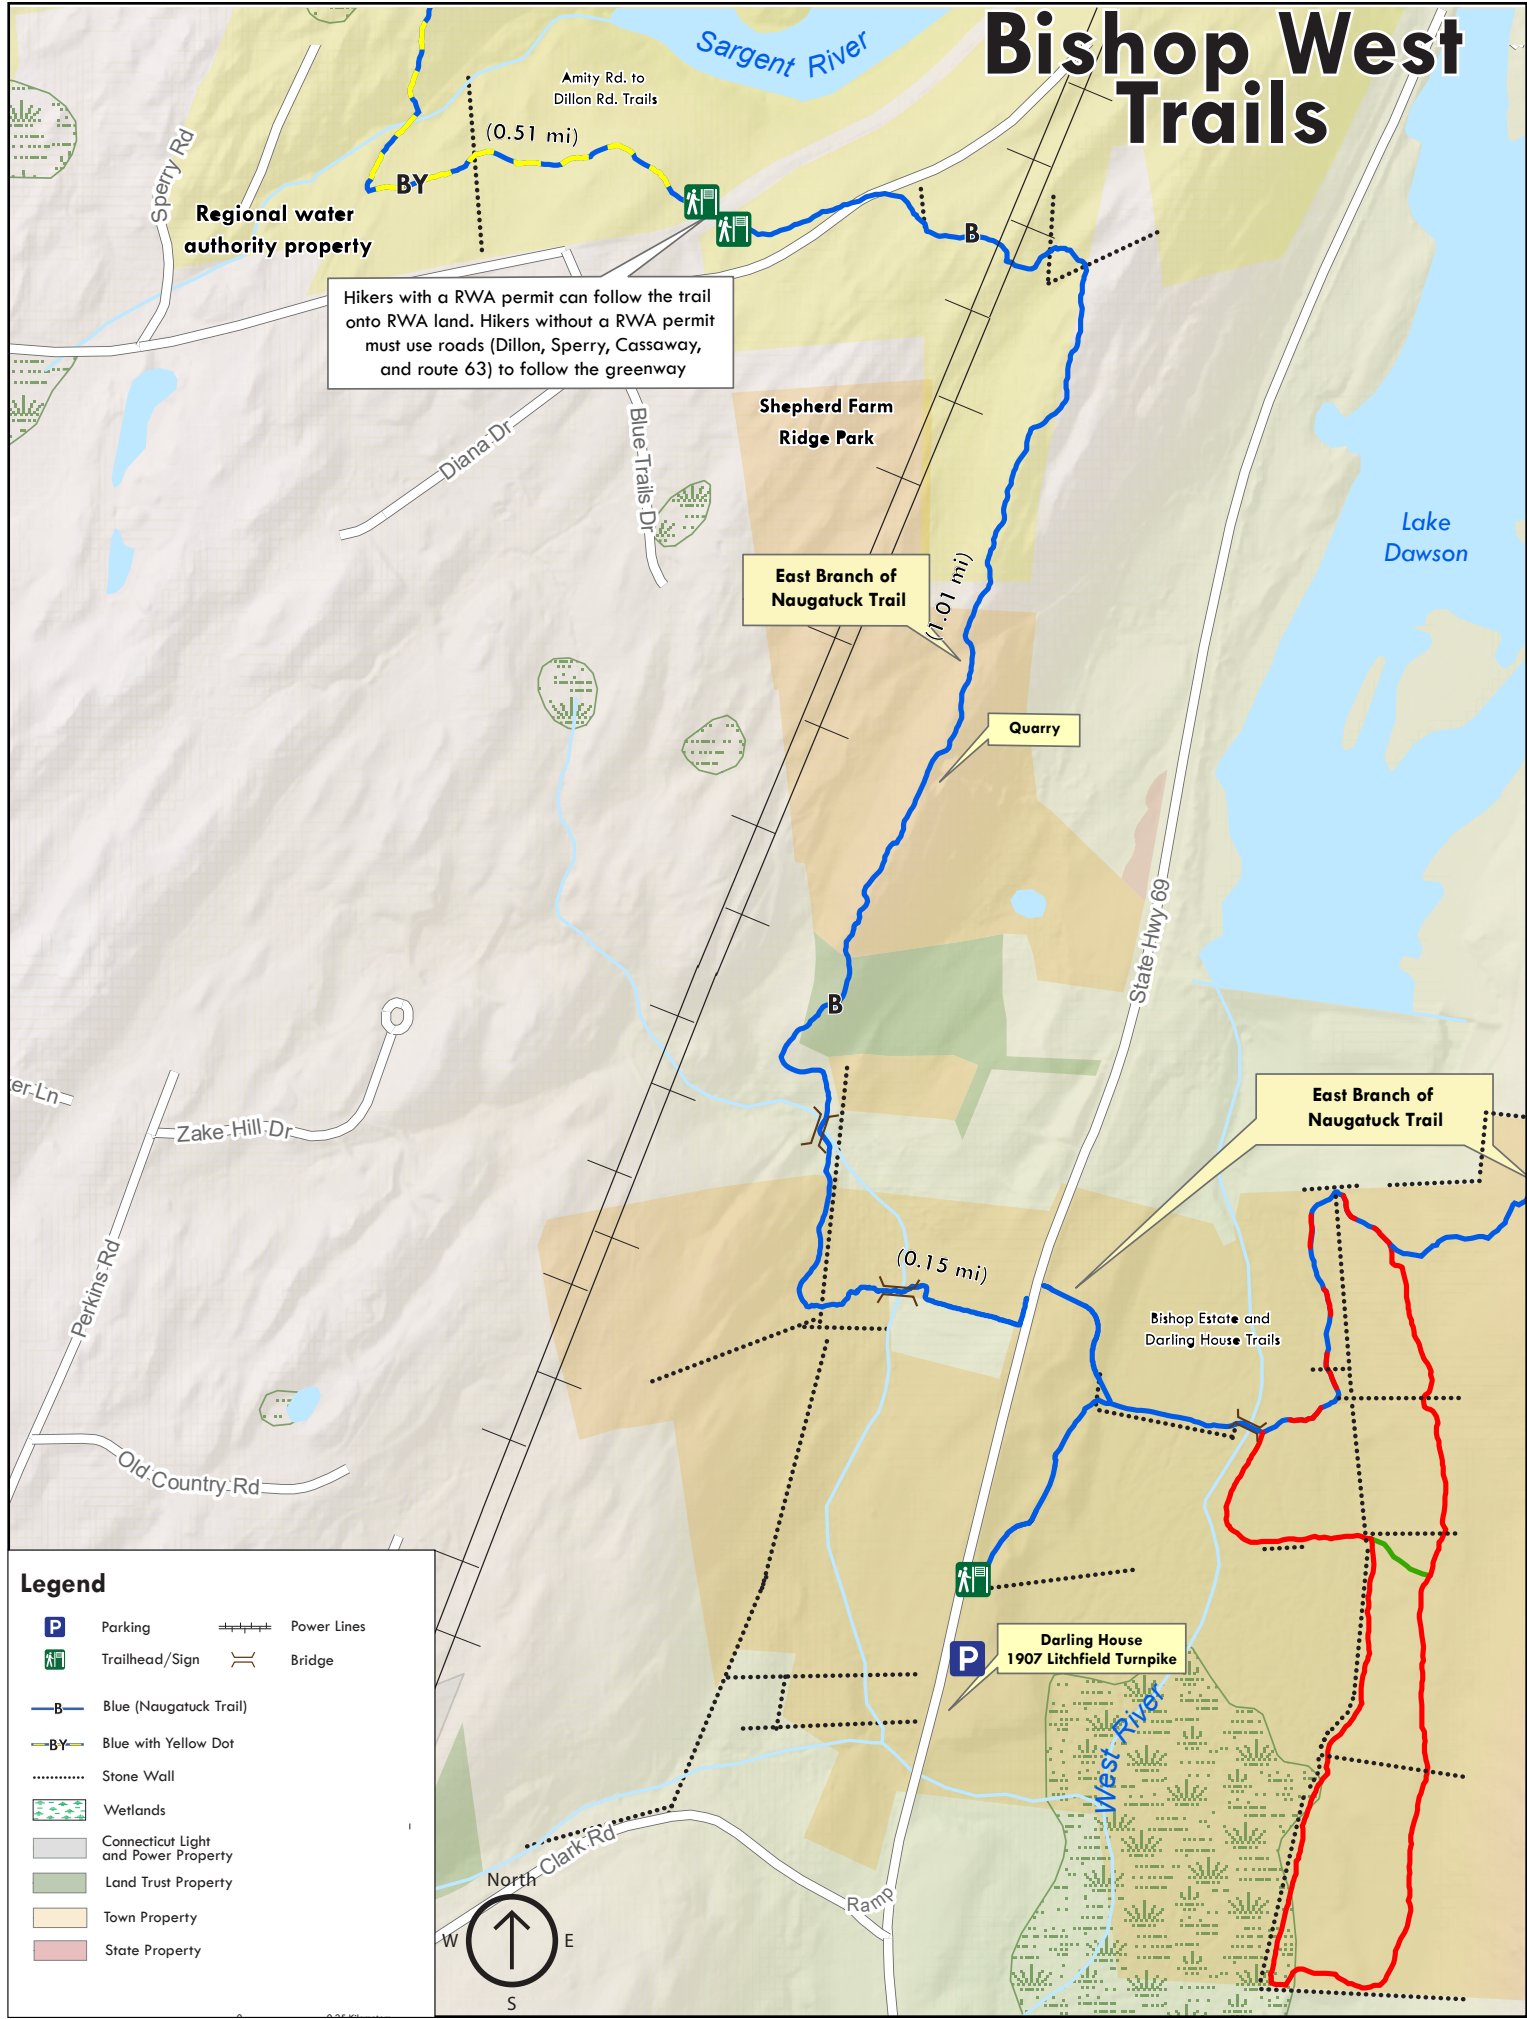 Bishop West
Trails
Sargent River
Amity Rd. to
Dillon Rd. Trails
(0.51 mi)
Sperry Rd
BY
Regional water
authority property
B
Hikers with a RWA permit can follow the trail
onto RWA land. Hikers without a RWA permit
must use roads (Dillon, Sperry, Cassaway,
and route 63) to follow the greenway
Shepherd Farm
Ridge Park
Diana Dr
Blue Trails Dr
Lake
Dawson
East Branch of
Naugatuck Trail
(1.01 mi)
Quarry
State Hwy 69
B
er Ln
Zake Hill Dr
East Branch of
Naugatuck Trail
Perkins Rd
(0.15 mi)
Bishop Estate and
Darling House Trails
Old Country Rd
Darling House
1907 Litchfield Turnpike
P
West River
Clark Rd
Ramp
North
W
E
S
Legend
P Parking
Power Lines
Trailhead/Sign
Bridge
B Blue (Naugatuck Trail)
BY Blue with Yellow Dot
Stone Wall
Wetlands
Connecticut Light
and Power Property
Land Trust Property
Town Property
State Property